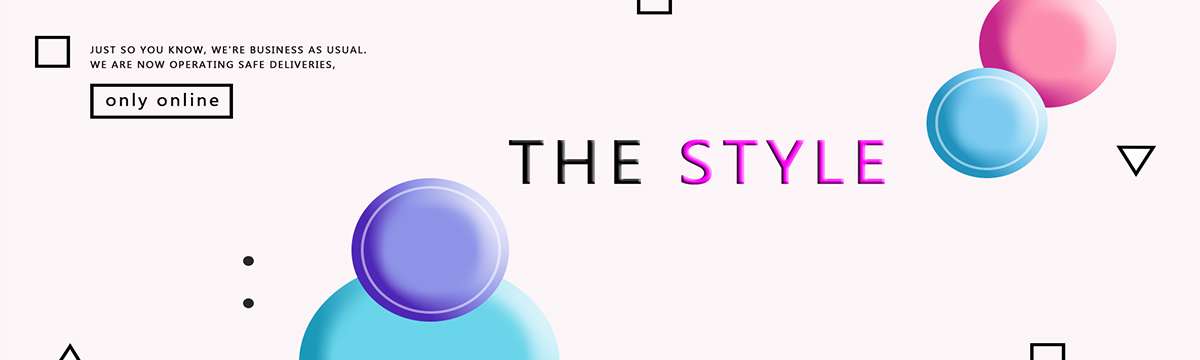 JUST SO YOU KNOW, WE'RE BUSINESS AS USUAL.
WE ARE NOW OPERATING SAFE DELIVERIES,
only online
THE STYLE